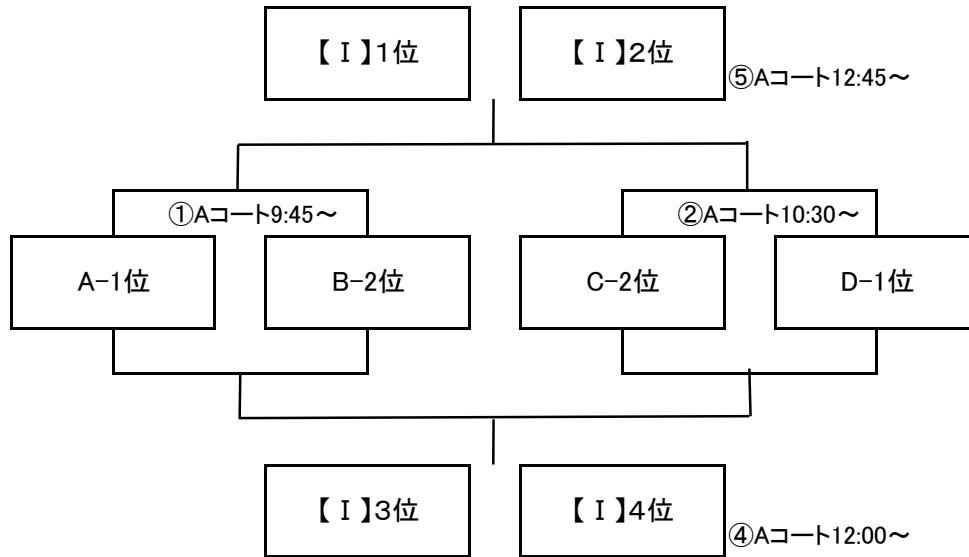 【Ⅰ】1位
【Ⅰ】2位
⑤Aコート12:45～
①Aコート9:45～
②Aコート10:30～
A-1位
B-2位
C-2位
D-1位
【Ⅰ】3位
【Ⅰ】4位
④Aコート12:00～